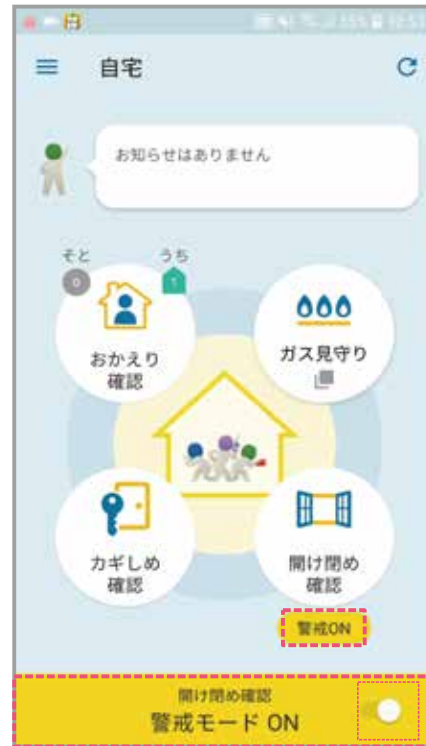 自宅
お知らせはありません
そと
うち
0
1
おかえり
確認
ガス見守り
カギしめ
確認
開け閉め
確認
警戒ON
開け閉め確認
警戒モード ON